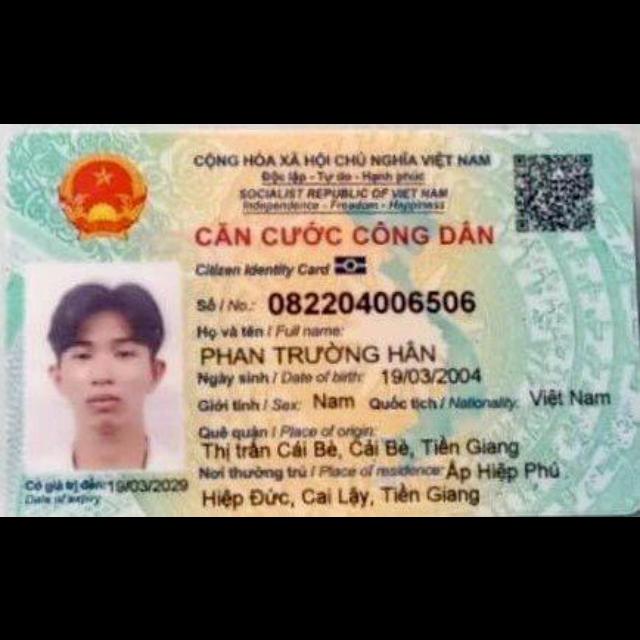 CỘNG HÒA XÃ HỘI CHỦ NGHĨA VIỆT NAM
Độc lập - Tự do - Hạnh phúc
SOCIALIST REPUBLIC OF VIET NAM
Independence - Freedom - Happiness
CĂN CƯỚC CÔNG DÂN
Citizen Identity Card
Số / No.: 082204006506
Họ và tên / Full name:
PHAN TRƯỜNG HÂN
Ngày sinh / Date of birth: 19/03/2004
Giới tính / Sex: Nam Quốc tịch / Nationality: Việt Nam
Quê quán / Place of origin:
Thị trấn Cái Bè, Cái Bè, Tiền Giang
Nơi thường trú / Place of residence: Ấp Hiệp Phú
Hiệp Đức, Cai Lậy, Tiền Giang
Có giá trị đến: 19/03/2029
Date of expiry